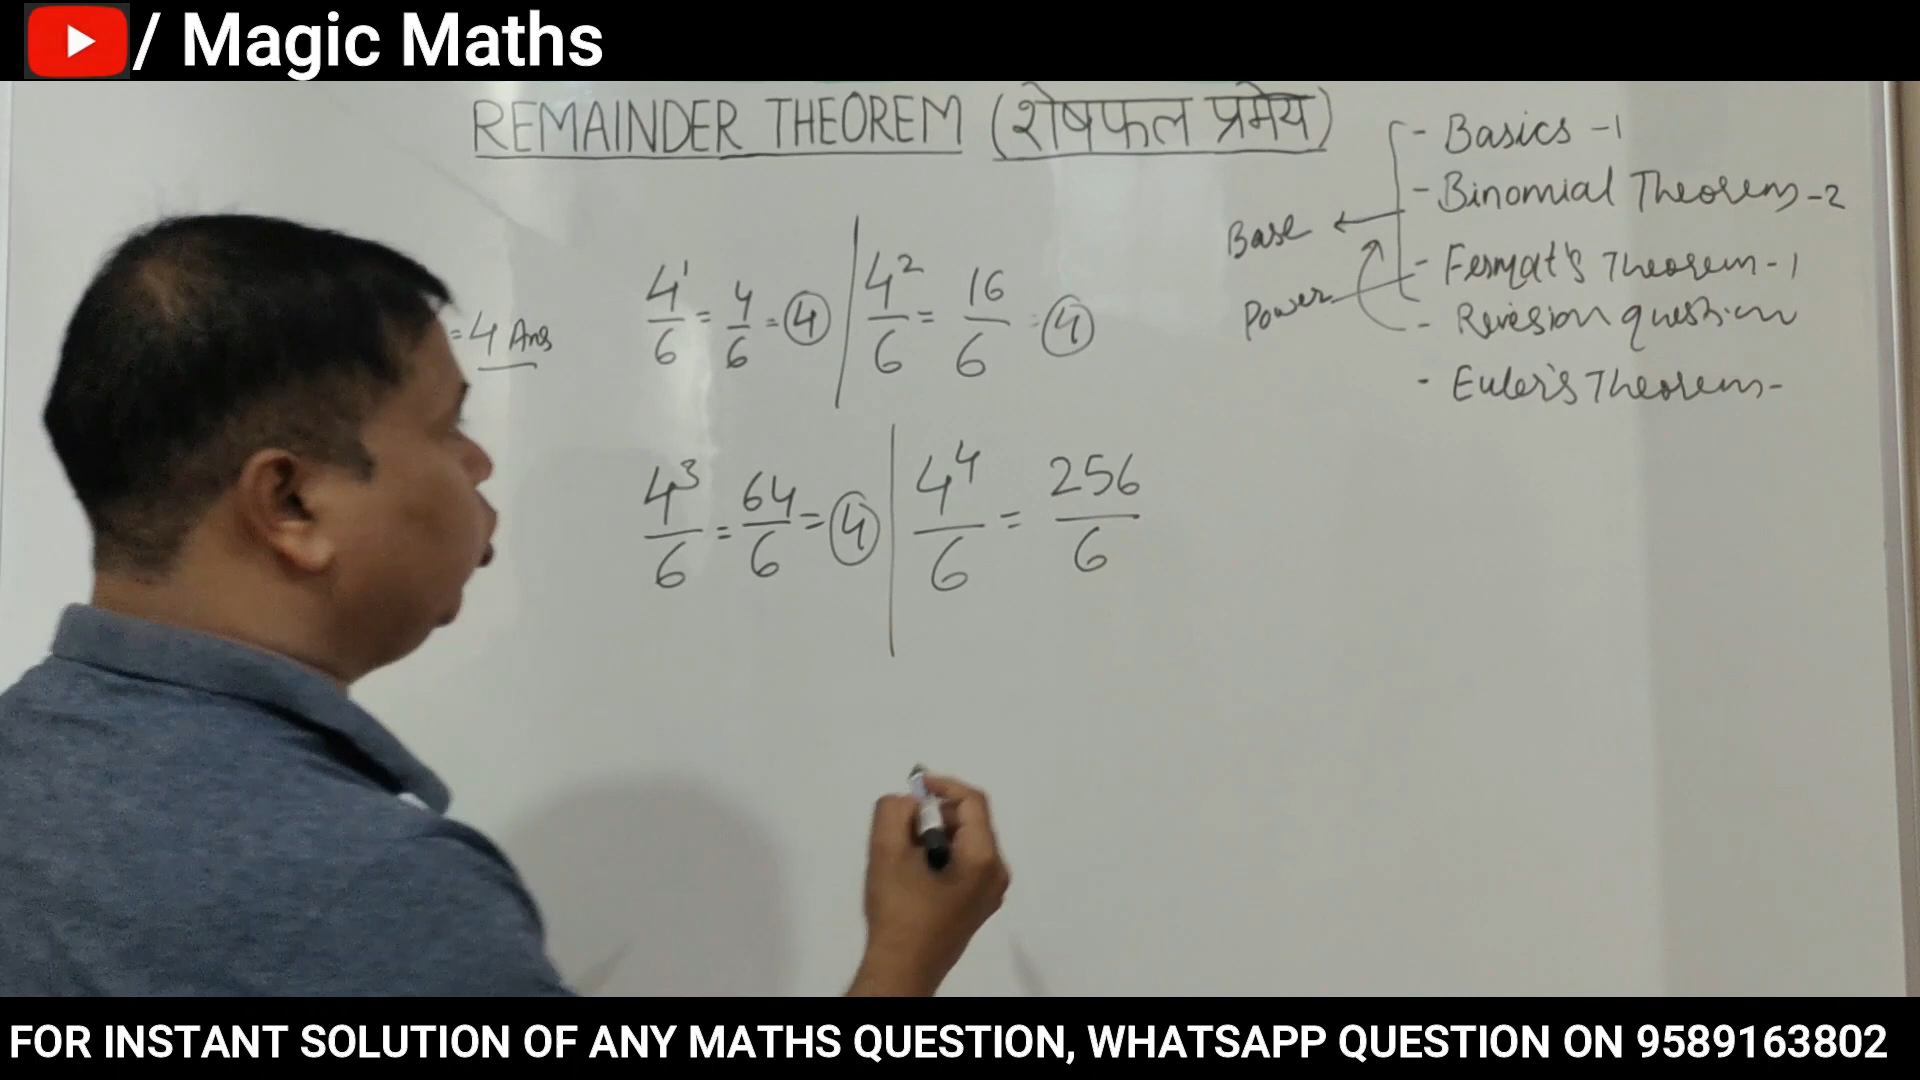 / Magic Maths
REMAINDER THEOREM (शेषफल प्रमेय)
- Basics -1
- Binomial Theorem -2
Base
- Fermat's Theorem -1
Power
- Revision question
- Euler's Theorem -
= 4 Ans
4¹/6 = 4/6 = 4 | 4²/6 = 16/6 = 4
4³/6 = 64/6 = 4 | 4⁴/6 = 256/6
FOR INSTANT SOLUTION OF ANY MATHS QUESTION, WHATSAPP QUESTION ON 9589163802